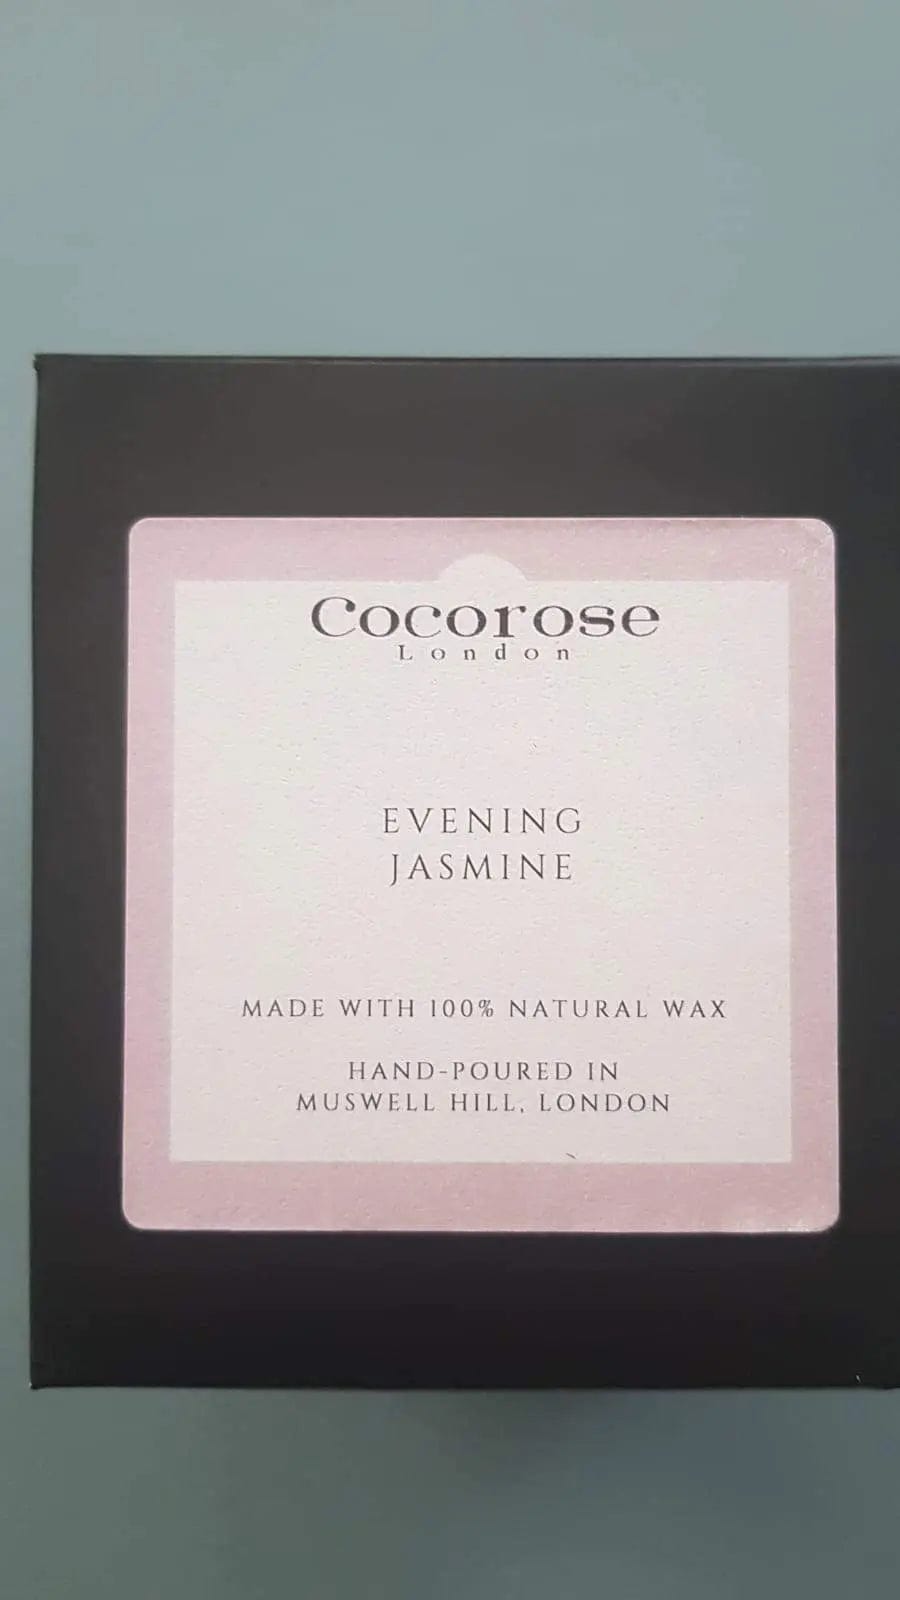 Cocorose
London
EVENING
JASMINE
MADE WITH 100% NATURAL WAX
HAND-POURED IN
MUSWELL HILL, LONDON